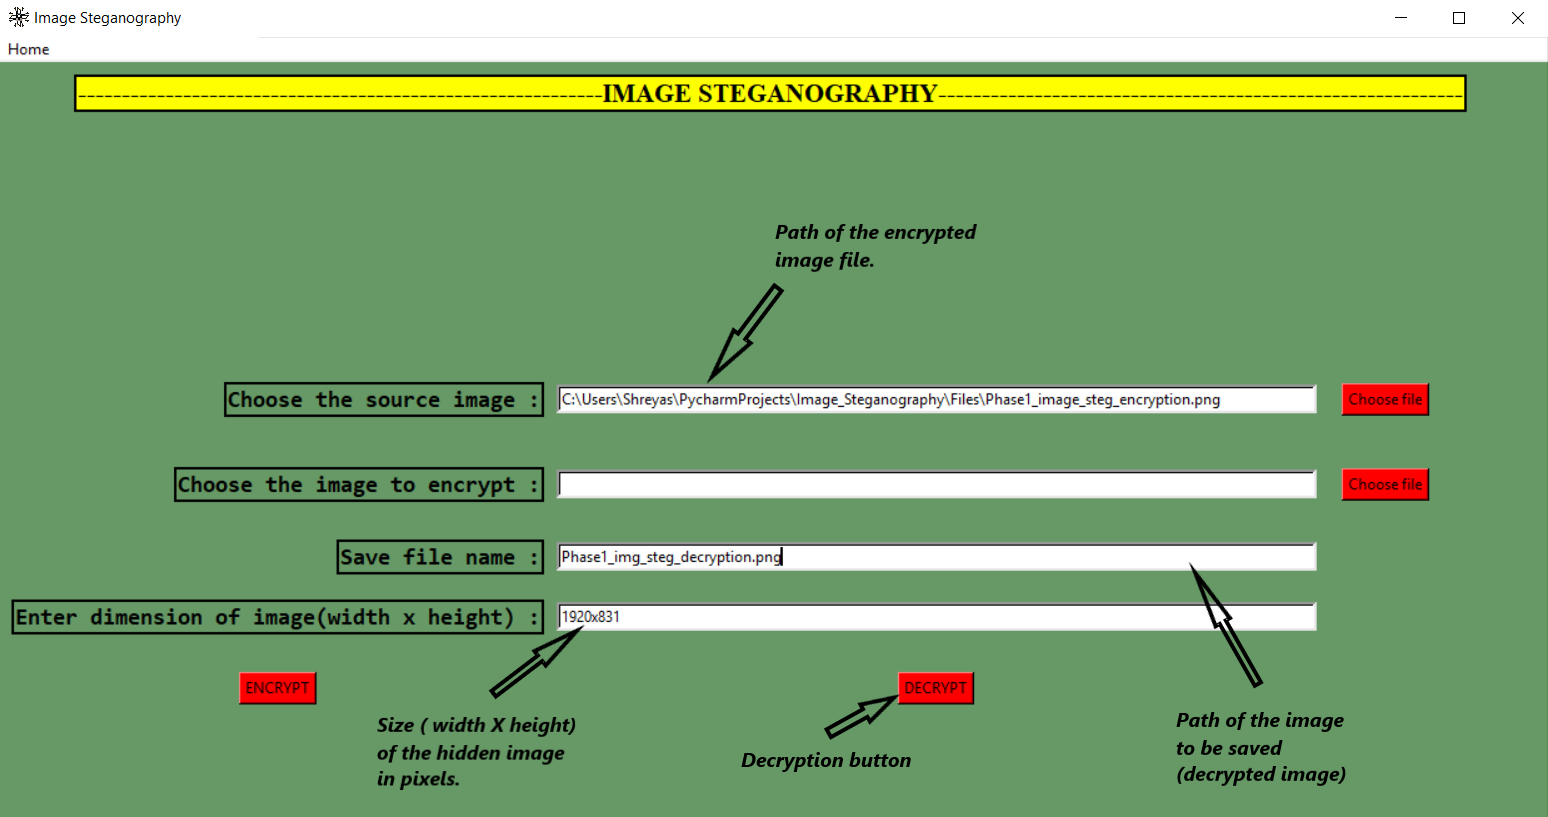 Image Steganography
Home
------------------------------------------------------------IMAGE STEGANOGRAPHY------------------------------------------------------------
Path of the encrypted
image file.
Choose the source image : C:\Users\Shreyas\PycharmProjects\Image_Steganography\Files\Phase1_image_steg_encryption.png Choose file
Choose the image to encrypt : Choose file
Save file name : Phase1_img_steg_decryption.png
Enter dimension of image(width x height) : 1920x831
ENCRYPT DECRYPT
Size ( width X height)
of the hidden image
in pixels.
Decryption button
Path of the image
to be saved
(decrypted image)